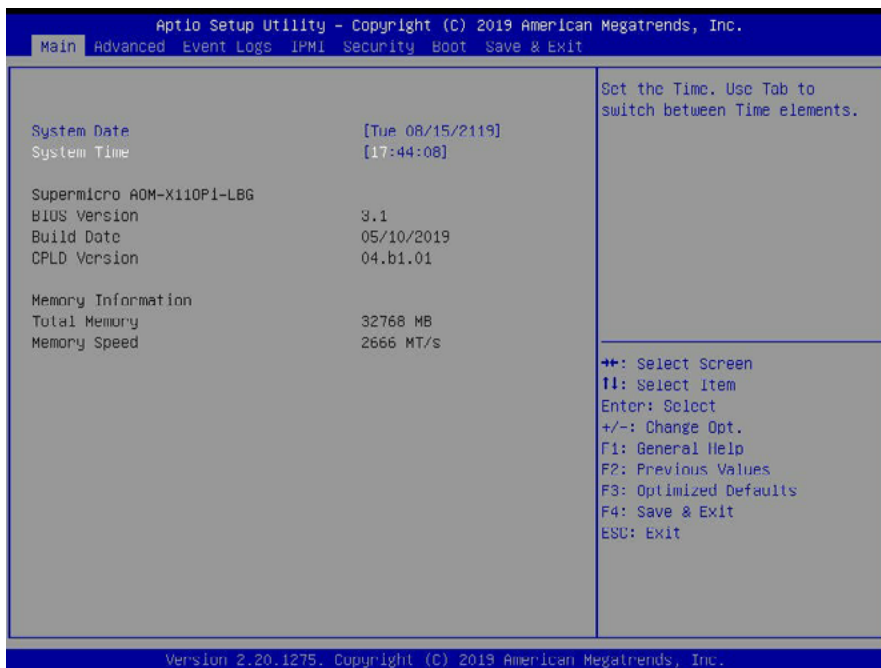 Aptio Setup Utility – Copyright (C) 2019 American Megatrends, Inc.
Main Advanced Event Logs IPMI Security Boot Save & Exit
System Date [Tue 08/15/2119]
System Time [17:44:08]
Supermicro AOM-X11OPi-LBG
BIOS Version 3.1
Build Date 05/10/2019
CPLD Version 04.b1.01
Memory Information
Total Memory 32768 MB
Memory Speed 2666 MT/s
Set the Time. Use Tab to
switch between Time elements.
→←: Select Screen
↑↓: Select Item
Enter: Select
+/-: Change Opt.
F1: General Help
F2: Previous Values
F3: Optimized Defaults
F4: Save & Exit
ESC: Exit
Version 2.20.1275. Copyright (C) 2019 American Megatrends, Inc.